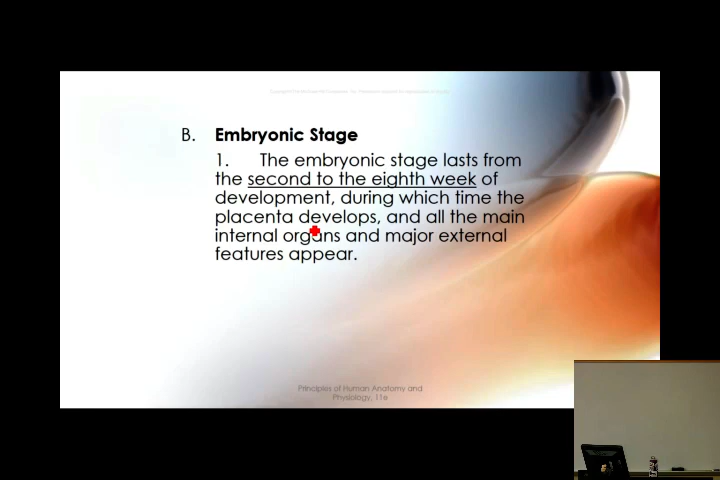 B. Embryonic Stage
1. The embryonic stage lasts from
the second to the eighth week of
development, during which time the
placenta develops, and all the main
internal organs and major external
features appear.
Principles of Human Anatomy and
Physiology, 11e